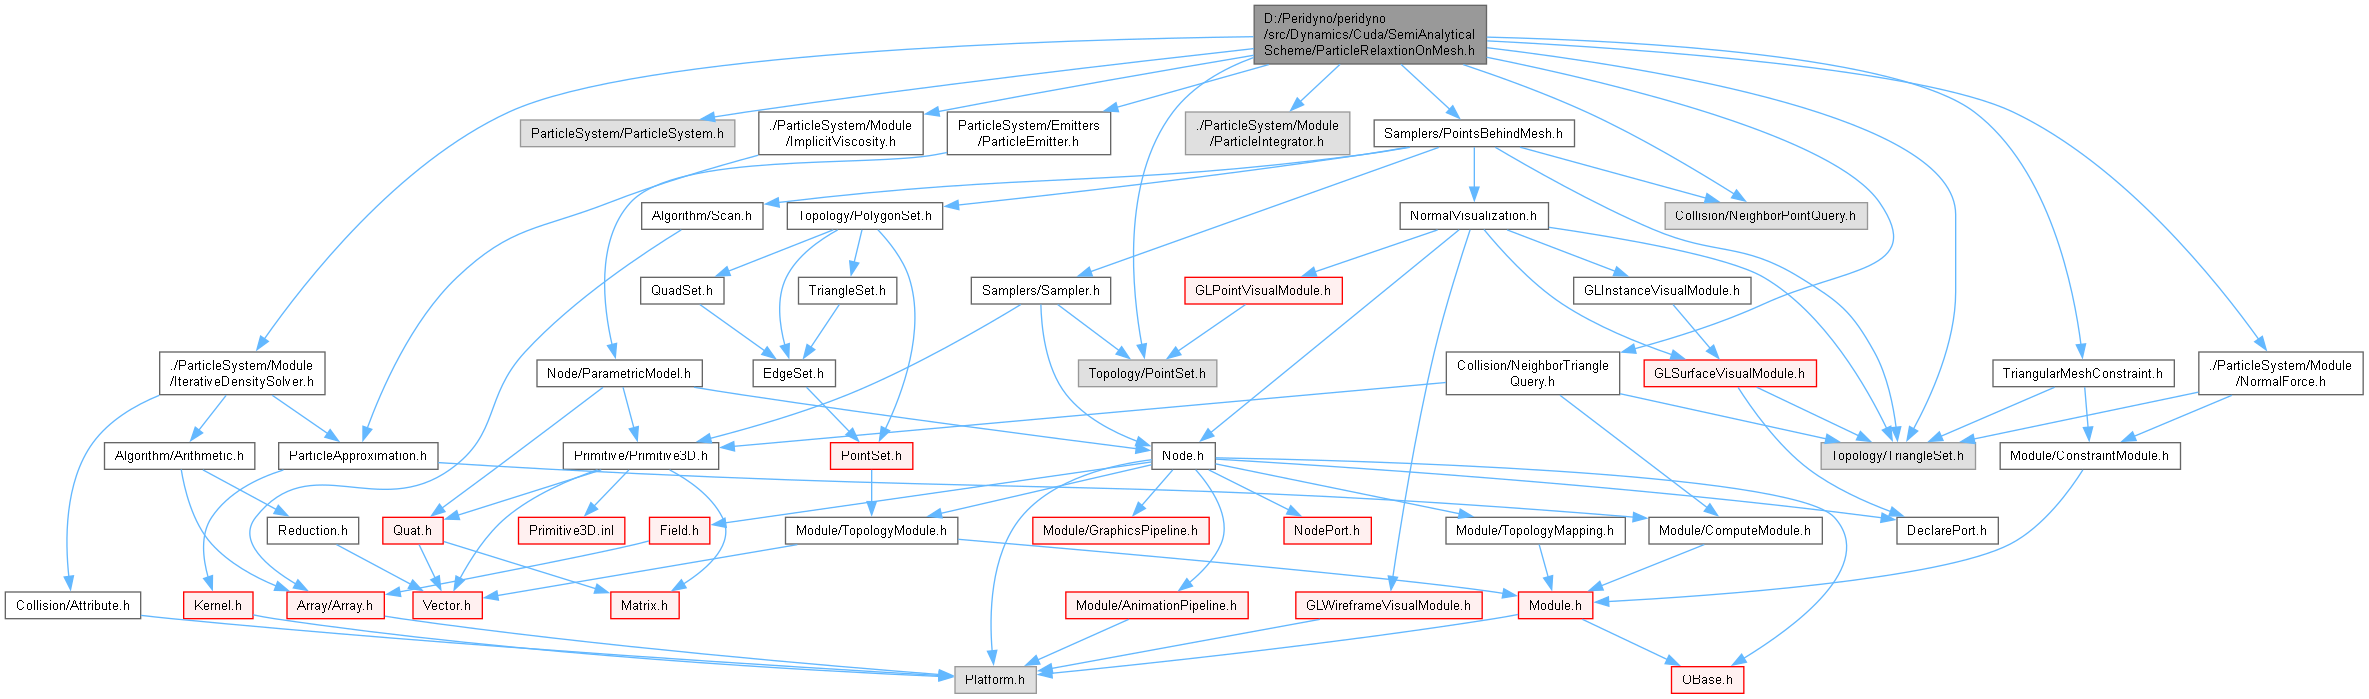 D:/Peridyno/peridyno
/src/Dynamics/Cuda/SemiAnalytical
Scheme/ParticleRelaxtionOnMesh.h
ParticleSystem/ParticleSystem.h
./ParticleSystem/Module
/ImplicitViscosity.h
ParticleSystem/Emitters
/ParticleEmitter.h
./ParticleSystem/Module
/ParticleIntegrator.h
Samplers/PointsBehindMesh.h
Algorithm/Scan.h
Topology/PolygonSet.h
NormalVisualization.h
Collision/NeighborPointQuery.h
QuadSet.h
TriangleSet.h
Samplers/Sampler.h
GLPointVisualModule.h
GLInstanceVisualModule.h
./ParticleSystem/Module
/IterativeDensitySolver.h
Node/ParametricModel.h
EdgeSet.h
Topology/PointSet.h
Collision/NeighborTriangle
Query.h
GLSurfaceVisualModule.h
TriangularMeshConstraint.h
./ParticleSystem/Module
/NormalForce.h
Algorithm/Arithmetic.h
ParticleApproximation.h
Primitive/Primitive3D.h
PointSet.h
Node.h
Topology/TriangleSet.h
Module/ConstraintModule.h
Reduction.h
Quat.h
Primitive3D.inl
Field.h
Module/TopologyModule.h
Module/GraphicsPipeline.h
NodePort.h
Module/TopologyMapping.h
Module/ComputeModule.h
DeclarePort.h
Collision/Attribute.h
Kernel.h
Array/Array.h
Vector.h
Matrix.h
Module/AnimationPipeline.h
GLWireframeVisualModule.h
Module.h
Platform.h
OBase.h